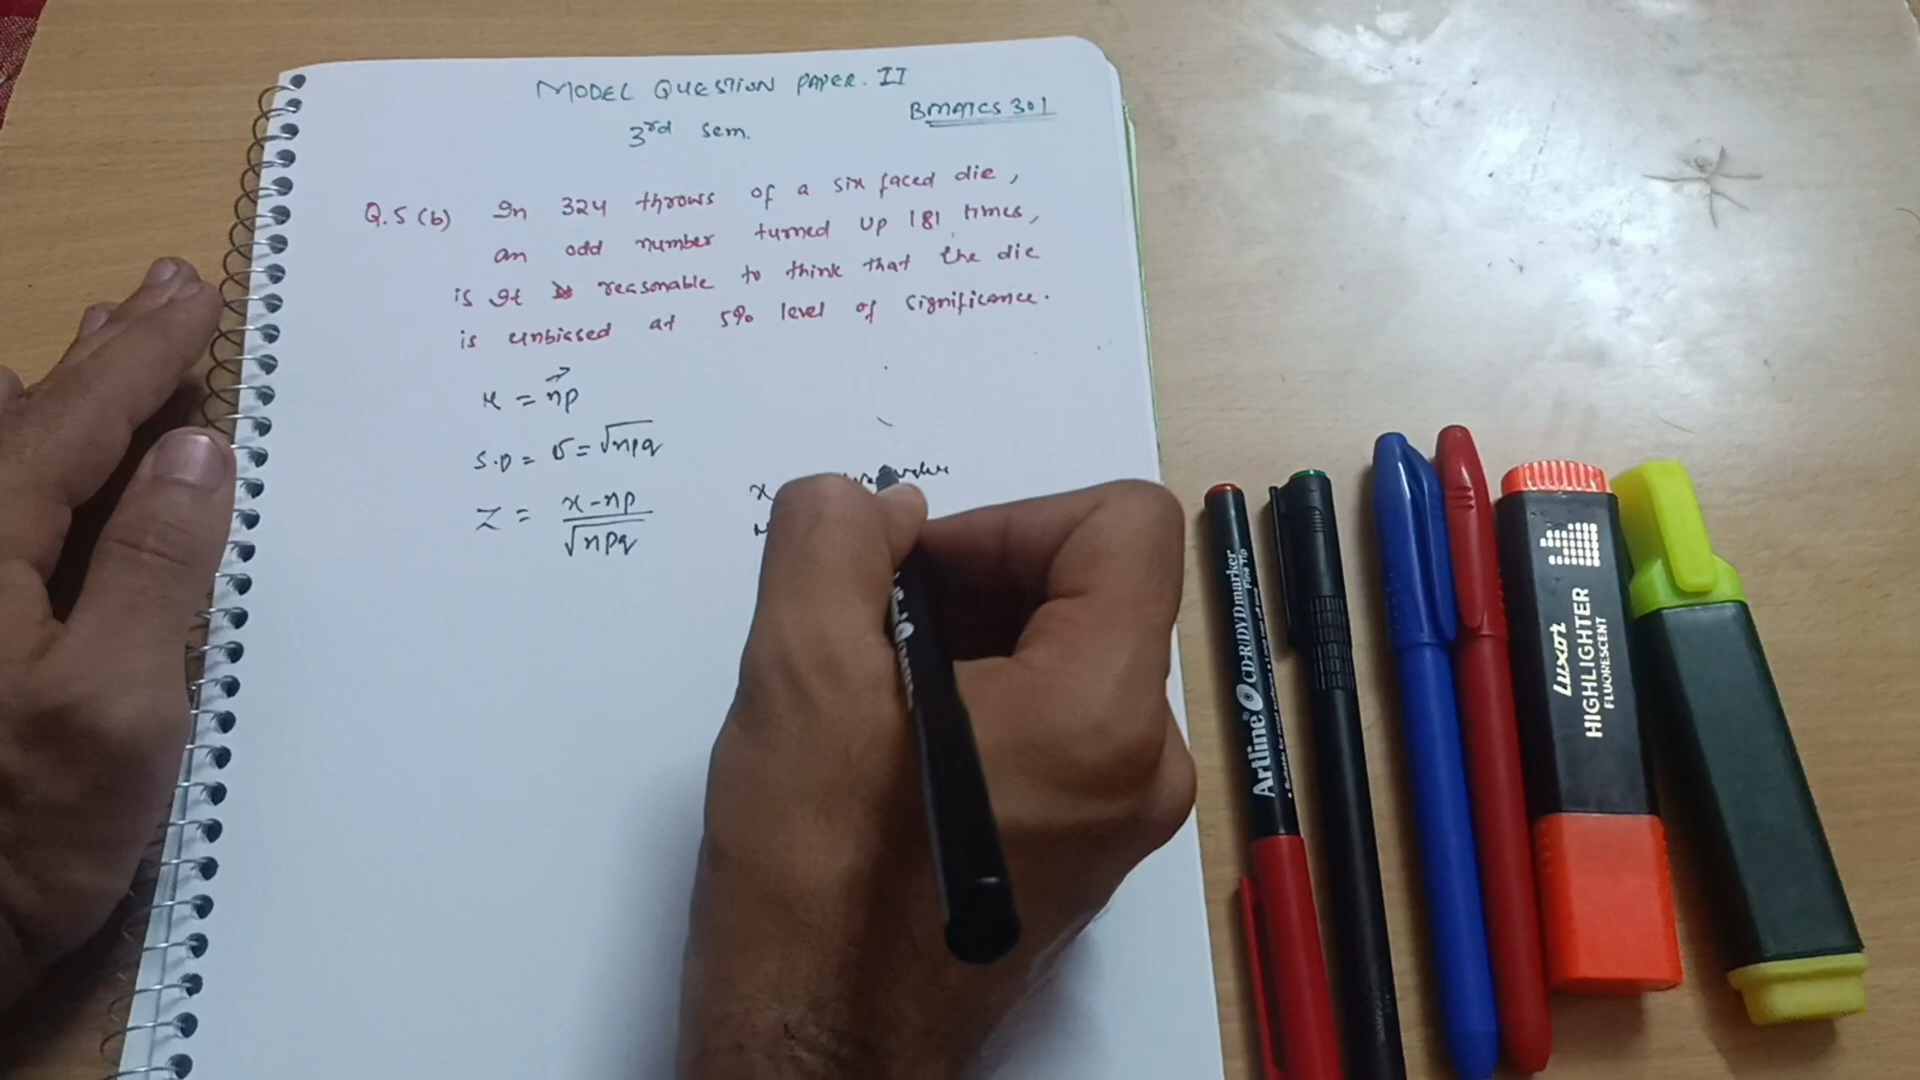 MODEL QUESTION PAPER. II
BMATCS 301
3rd sem.
Q.5(b) In 324 throws of a six faced die,
an odd number turned up 181 times,
is It reasonable to think that the die
is unbiased at 5% level of significance.
μ = np
S.D = σ = √npq
Z = x - np / √npq
x
Artline CD-R/DVD marker
Fine Tip
Luxor
HIGHLIGHTER
FLUORESCENT